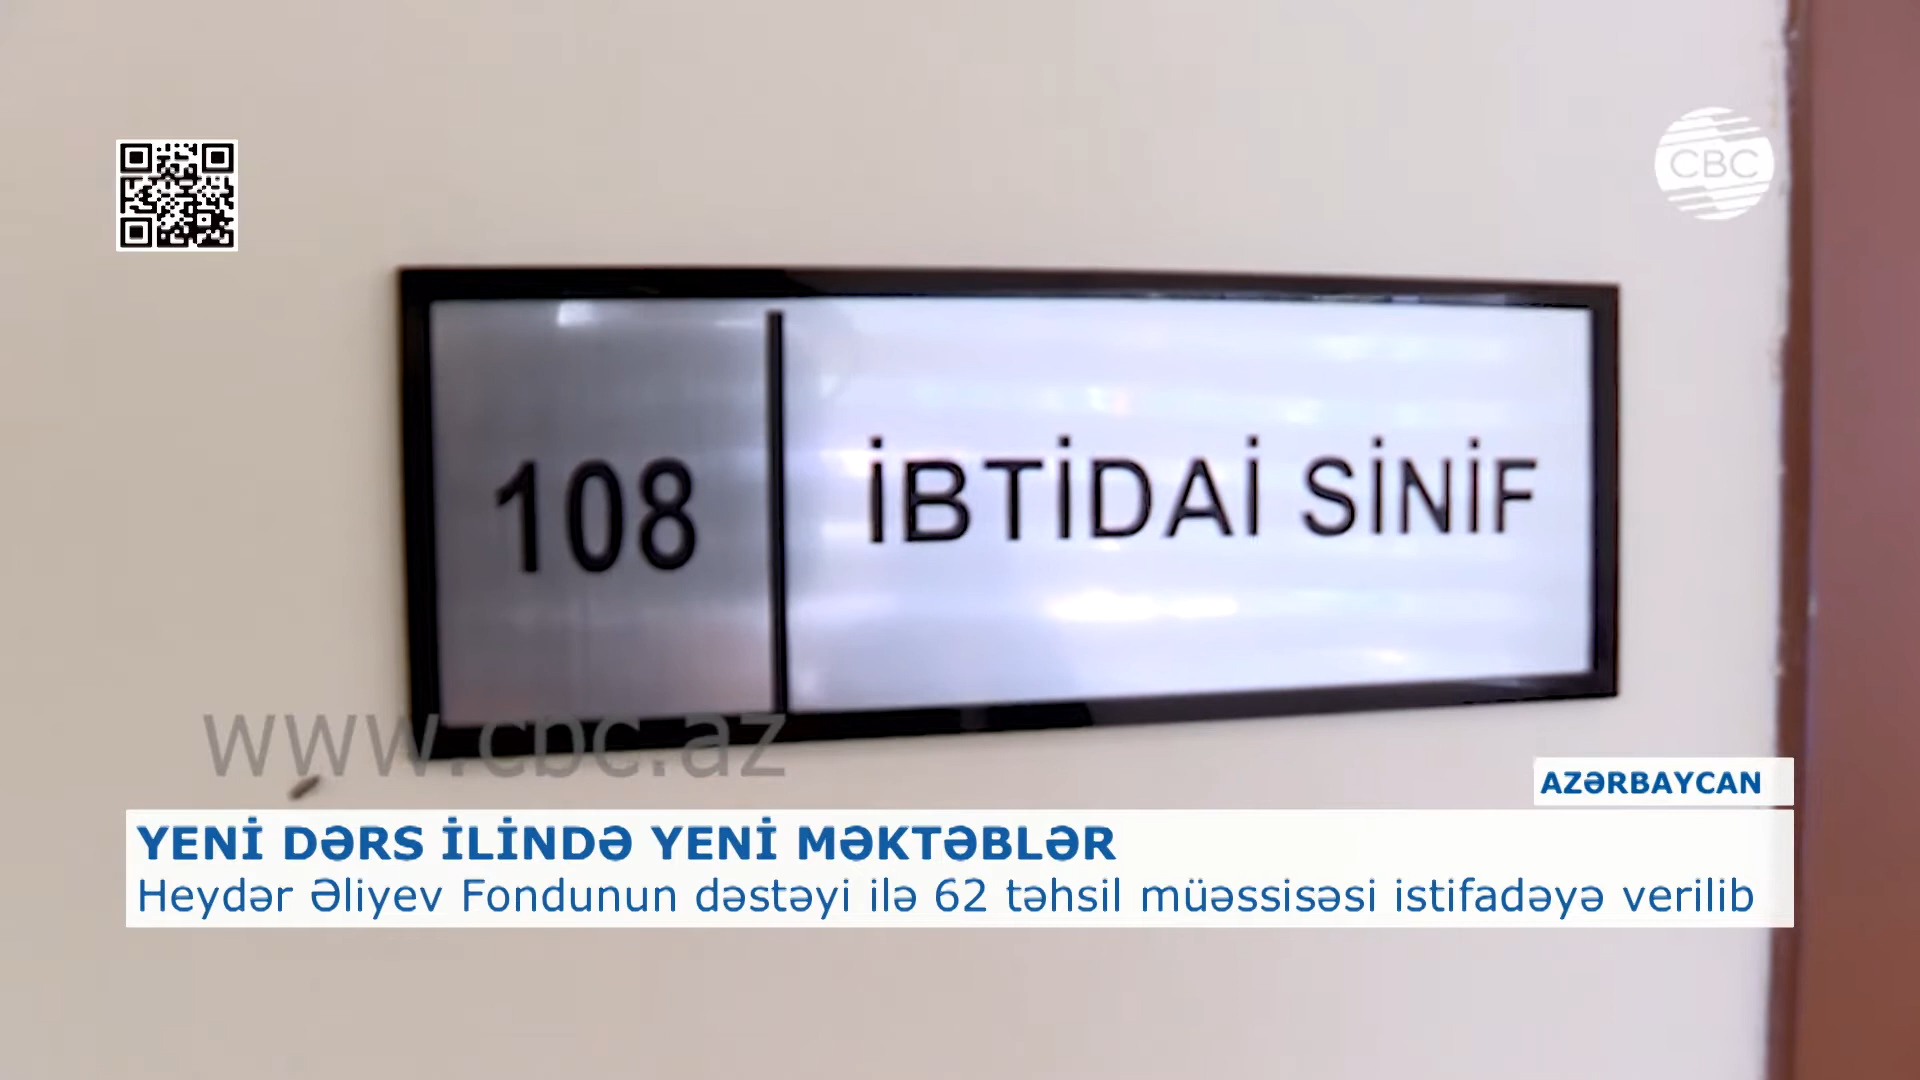 CBC
108
İBTİDAİ SİNİF
www.cbc.az
AZƏRBAYCAN
YENİ DƏRS İLİNDƏ YENİ MƏKTƏBLƏR
Heydər Əliyev Fondunun dəstəyi ilə 62 təhsil müəssisəsi istifadəyə verilib